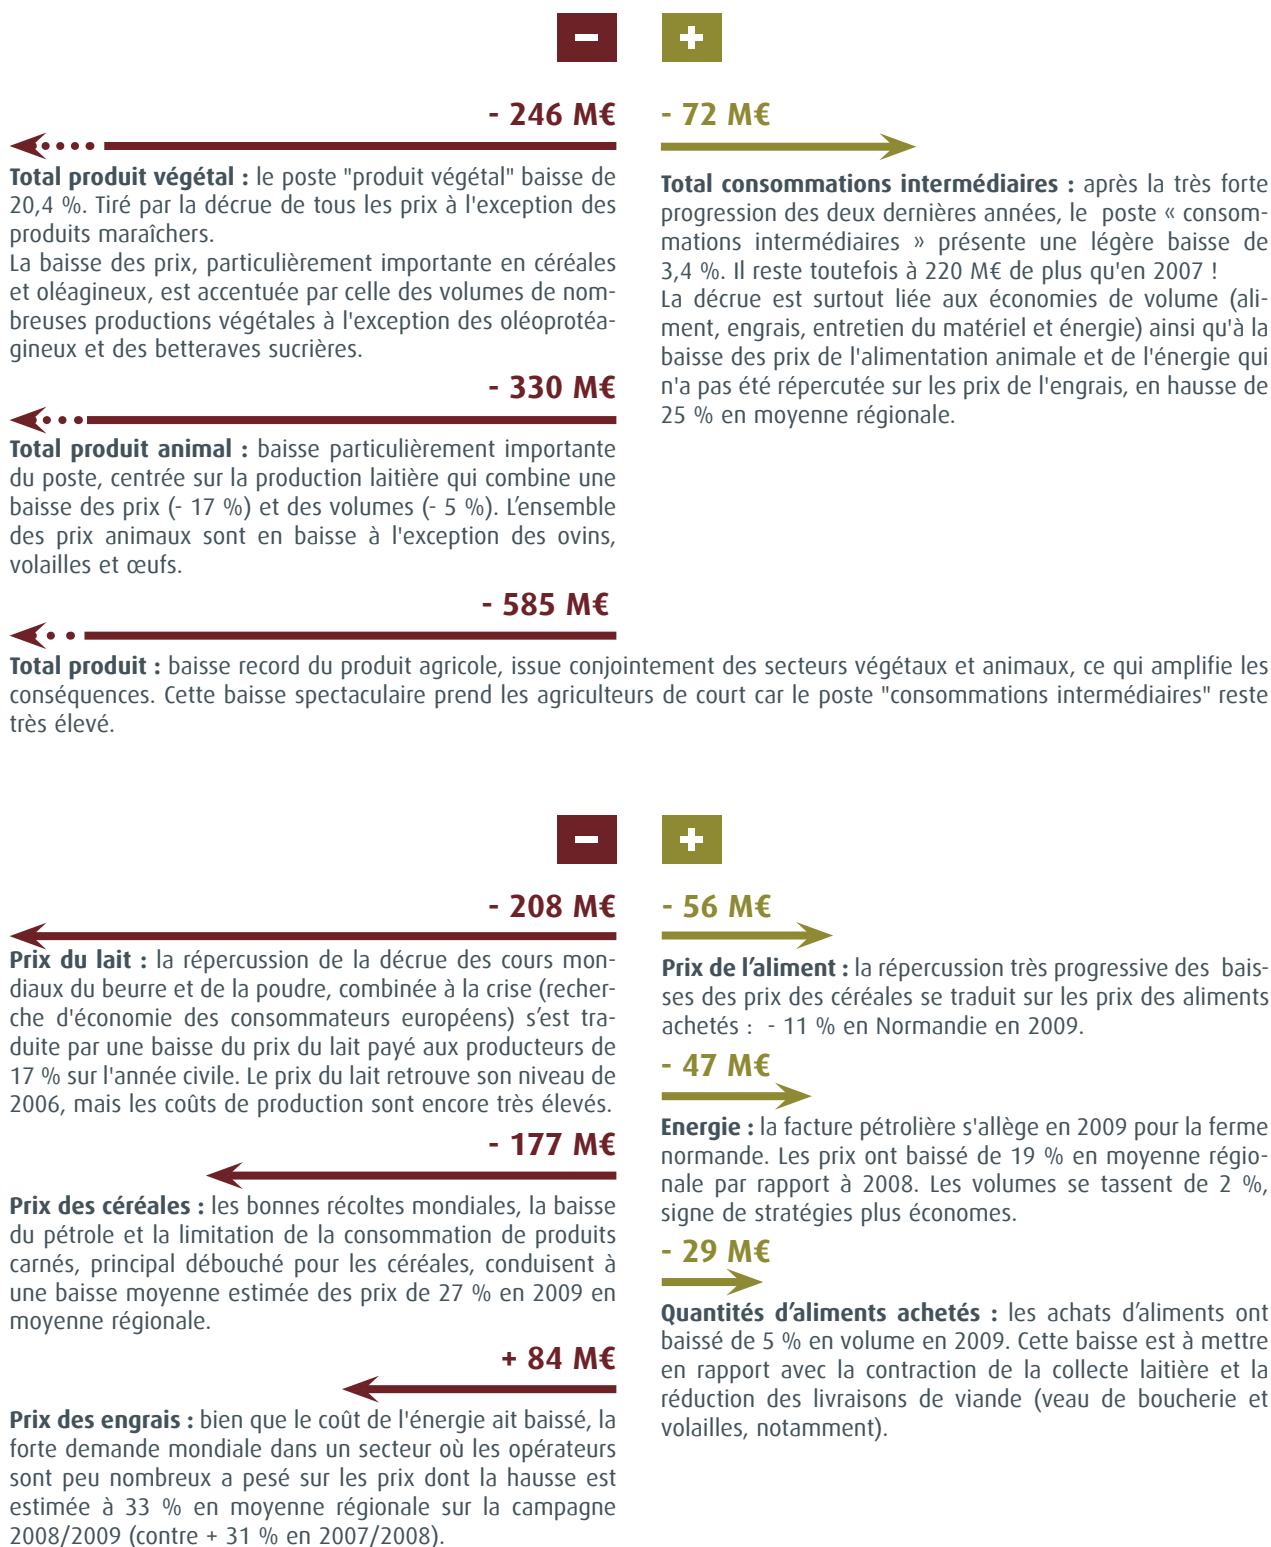 - 246 M€
Total produit végétal : le poste "produit végétal" baisse de
20,4 %. Tiré par la décrue de tous les prix à l'exception des
produits maraîchers.
La baisse des prix, particulièrement importante en céréales
et oléagineux, est accentuée par celle des volumes de nom-
breuses productions végétales à l'exception des oléoprotéa-
gineux et des betteraves sucrières.
- 330 M€
Total produit animal : baisse particulièrement importante
du poste, centrée sur la production laitière qui combine une
baisse des prix (- 17 %) et des volumes (- 5 %). L'ensemble
des prix animaux sont en baisse à l'exception des ovins,
volailles et œufs.
- 72 M€
Total consommations intermédiaires : après la très forte
progression des deux dernières années, le poste « consom-
mations intermédiaires » présente une légère baisse de
3,4 %. Il reste toutefois à 220 M€ de plus qu'en 2007 !
La décrue est surtout liée aux économies de volume (ali-
ment, engrais, entretien du matériel et énergie) ainsi qu'à la
baisse des prix de l'alimentation animale et de l'énergie qui
n'a pas été répercutée sur les prix de l'engrais, en hausse de
25 % en moyenne régionale.
- 585 M€
Total produit : baisse record du produit agricole, issue conjointement des secteurs végétaux et animaux, ce qui amplifie les
conséquences. Cette baisse spectaculaire prend les agriculteurs de court car le poste "consommations intermédiaires" reste
très élevé.
- 208 M€
Prix du lait : la répercussion de la décrue des cours mon-
diaux du beurre et de la poudre, combinée à la crise (recher-
che d'économie des consommateurs européens) s'est tra-
duite par une baisse du prix du lait payé aux producteurs de
17 % sur l'année civile. Le prix du lait retrouve son niveau de
2006, mais les coûts de production sont encore très élevés.
- 177 M€
Prix des céréales : les bonnes récoltes mondiales, la baisse
du pétrole et la limitation de la consommation de produits
carnés, principal débouché pour les céréales, conduisent à
une baisse moyenne estimée des prix de 27 % en 2009 en
moyenne régionale.
+ 84 M€
Prix des engrais : bien que le coût de l'énergie ait baissé, la
forte demande mondiale dans un secteur où les opérateurs
sont peu nombreux a pesé sur les prix dont la hausse est
estimée à 33 % en moyenne régionale sur la campagne
2008/2009 (contre + 31 % en 2007/2008).
- 56 M€
Prix de l'aliment : la répercussion très progressive des bais-
ses des prix des céréales se traduit sur les prix des aliments
achetés : - 11 % en Normandie en 2009.
- 47 M€
Energie : la facture pétrolière s'allège en 2009 pour la ferme
normande. Les prix ont baissé de 19 % en moyenne régio-
nale par rapport à 2008. Les volumes se tassent de 2 %,
signe de stratégies plus économes.
- 29 M€
Quantités d'aliments achetés : les achats d'aliments ont
baissé de 5 % en volume en 2009. Cette baisse est à mettre
en rapport avec la contraction de la collecte laitière et la
réduction des livraisons de viande (veau de boucherie et
volailles, notamment).